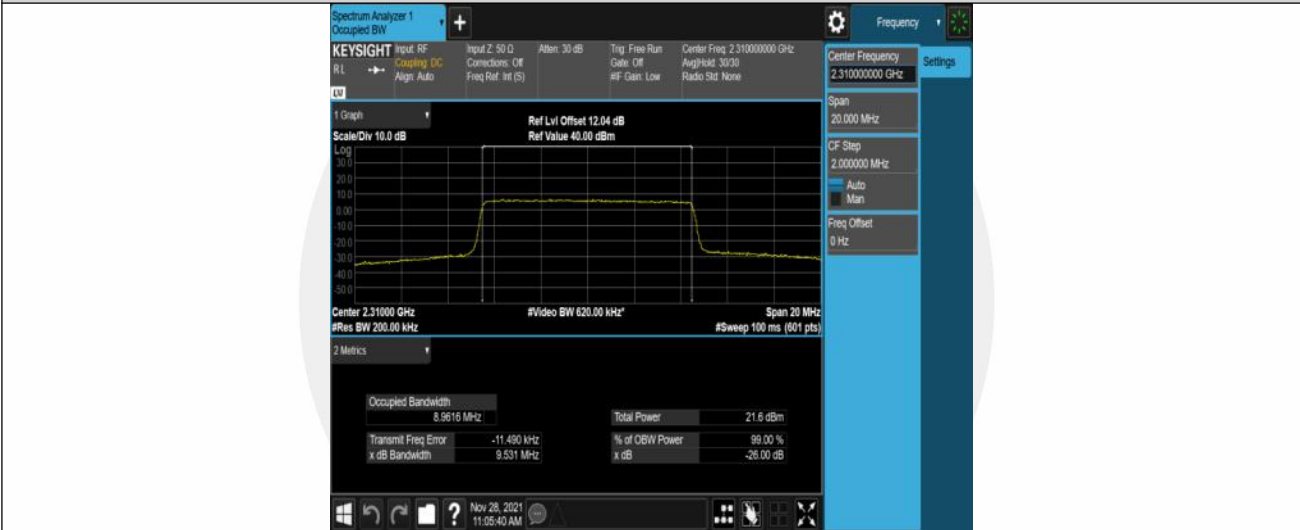 Spectrum Analyzer 1
Occupied BW
+
Frequency
KEYSIGHT Input: RF Input Z: 50 Ω Atten: 30 dB Trig: Free Run Center Freq: 2.310000000 GHz
RL Coupling: DC Corrections: Off Gate: Off Avg|Hold: 30/30
Align: Auto Freq Ref: Int (S) #IF Gain: Low Radio Std: None
LXI
Center Frequency
2.310000000 GHz
Settings
Span
20.000 MHz
CF Step
2.000000 MHz
Auto
Man
Freq Offset
0 Hz
1 Graph
Ref Lvl Offset 12.04 dB
Scale/Div 10.0 dB Ref Value 40.00 dBm
Log
30.0
20.0
10.0
0.00
-10.0
-20.0
-30.0
-40.0
-50.0
Center 2.31000 GHz #Video BW 620.00 kHz* Span 20 MHz
#Res BW 200.00 kHz #Sweep 100 ms (601 pts)
2 Metrics
Occupied Bandwidth
8.9616 MHz Total Power 21.6 dBm
Transmit Freq Error -11.490 kHz % of OBW Power 99.00 %
x dB Bandwidth 9.531 MHz x dB -26.00 dB
? Nov 28, 2021
11:05:40 AM